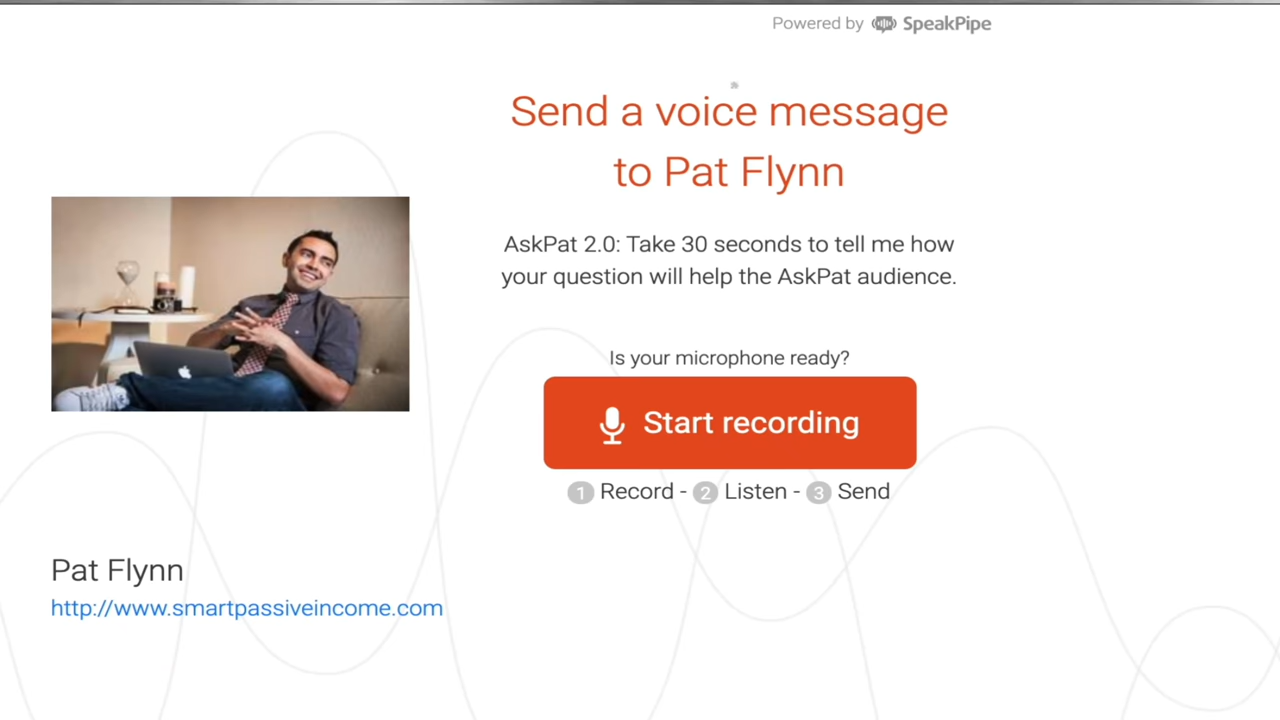 Powered by SpeakPipe
Send a voice message
to Pat Flynn
AskPat 2.0: Take 30 seconds to tell me how
your question will help the AskPat audience.
Is your microphone ready?
Start recording
1 Record - 2 Listen - 3 Send
Pat Flynn
http://www.smartpassiveincome.com